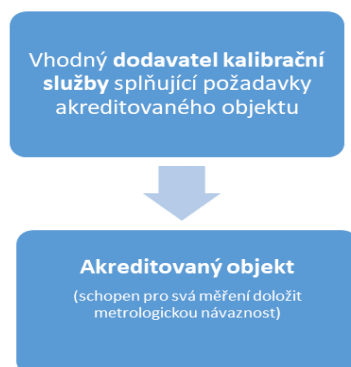 Vhodný dodavatel kalibrační
služby splňující požadavky
akreditovaného objektu
Akreditovaný objekt
(schopen pro svá měření doložit
metrologickou návaznost)